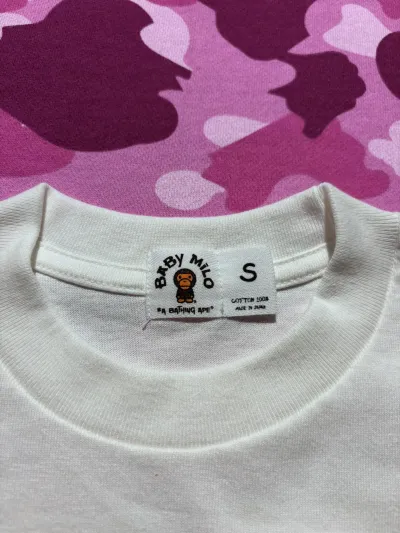 BABY MILO
S
"A BATHING APE"
COTTON 100%
MADE IN JAPAN